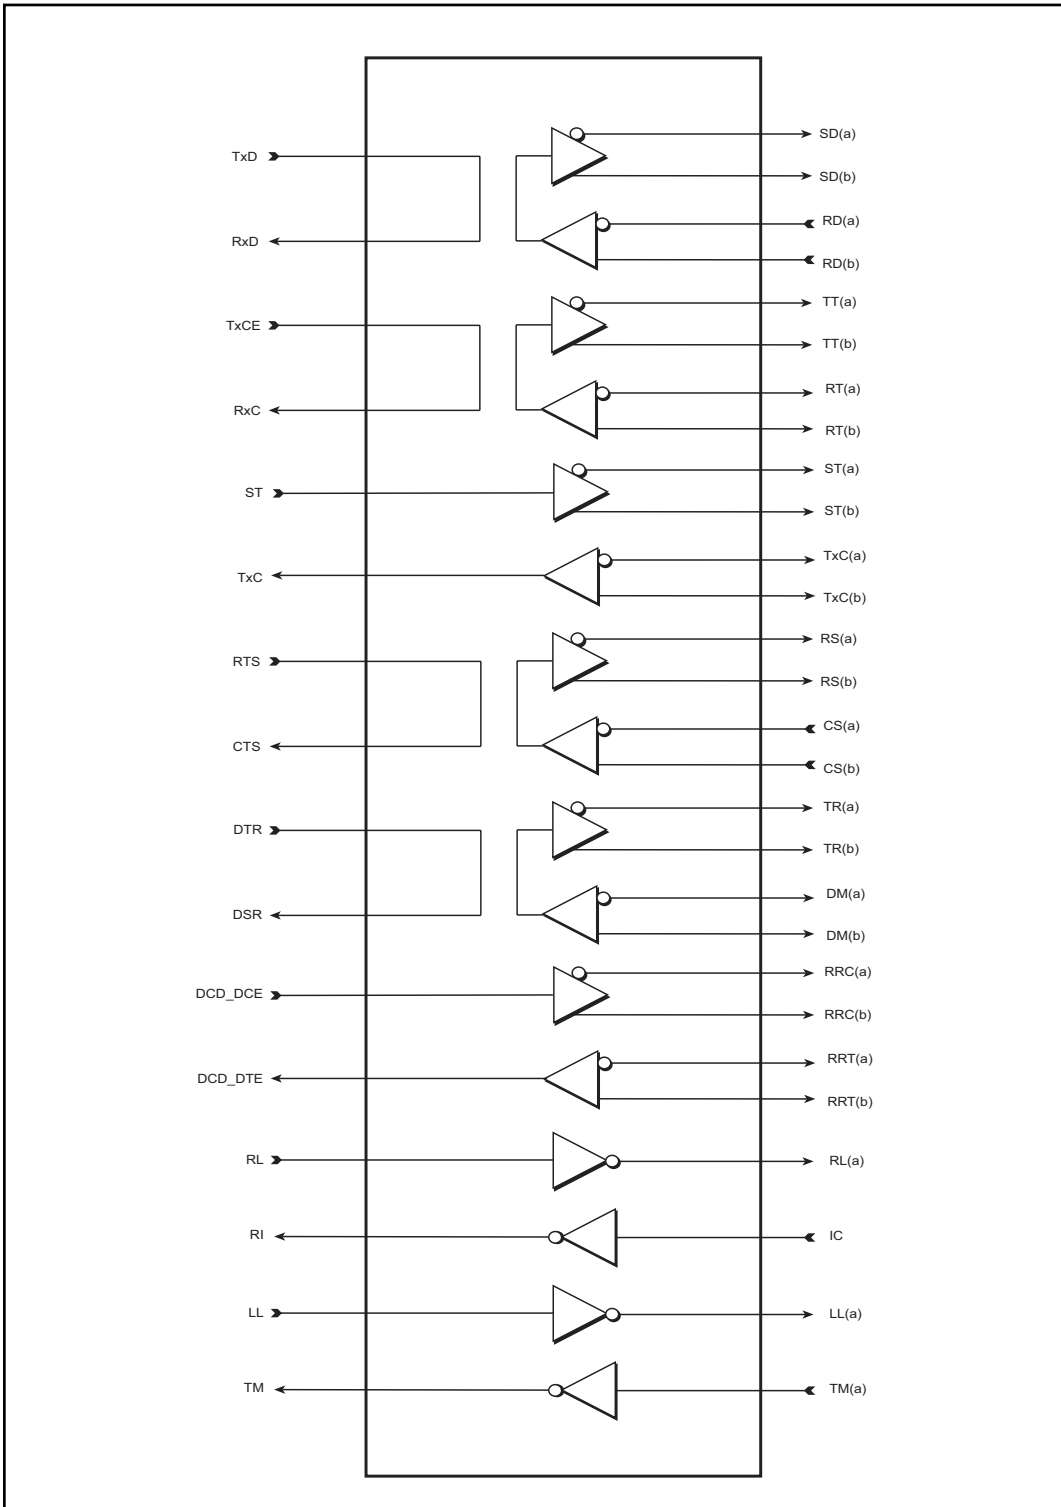 SD(a)
TxD
SD(b)
RD(a)
RxD
RD(b)
TT(a)
TxCE
TT(b)
RT(a)
RxC
RT(b)
ST(a)
ST
ST(b)
TxC(a)
TxC
TxC(b)
RS(a)
RTS
RS(b)
CS(a)
CTS
CS(b)
TR(a)
DTR
TR(b)
DM(a)
DSR
DM(b)
RRC(a)
DCD_DCE
RRC(b)
RRT(a)
DCD_DTE
RRT(b)
RL
RL(a)
RI
IC
LL
LL(a)
TM
TM(a)